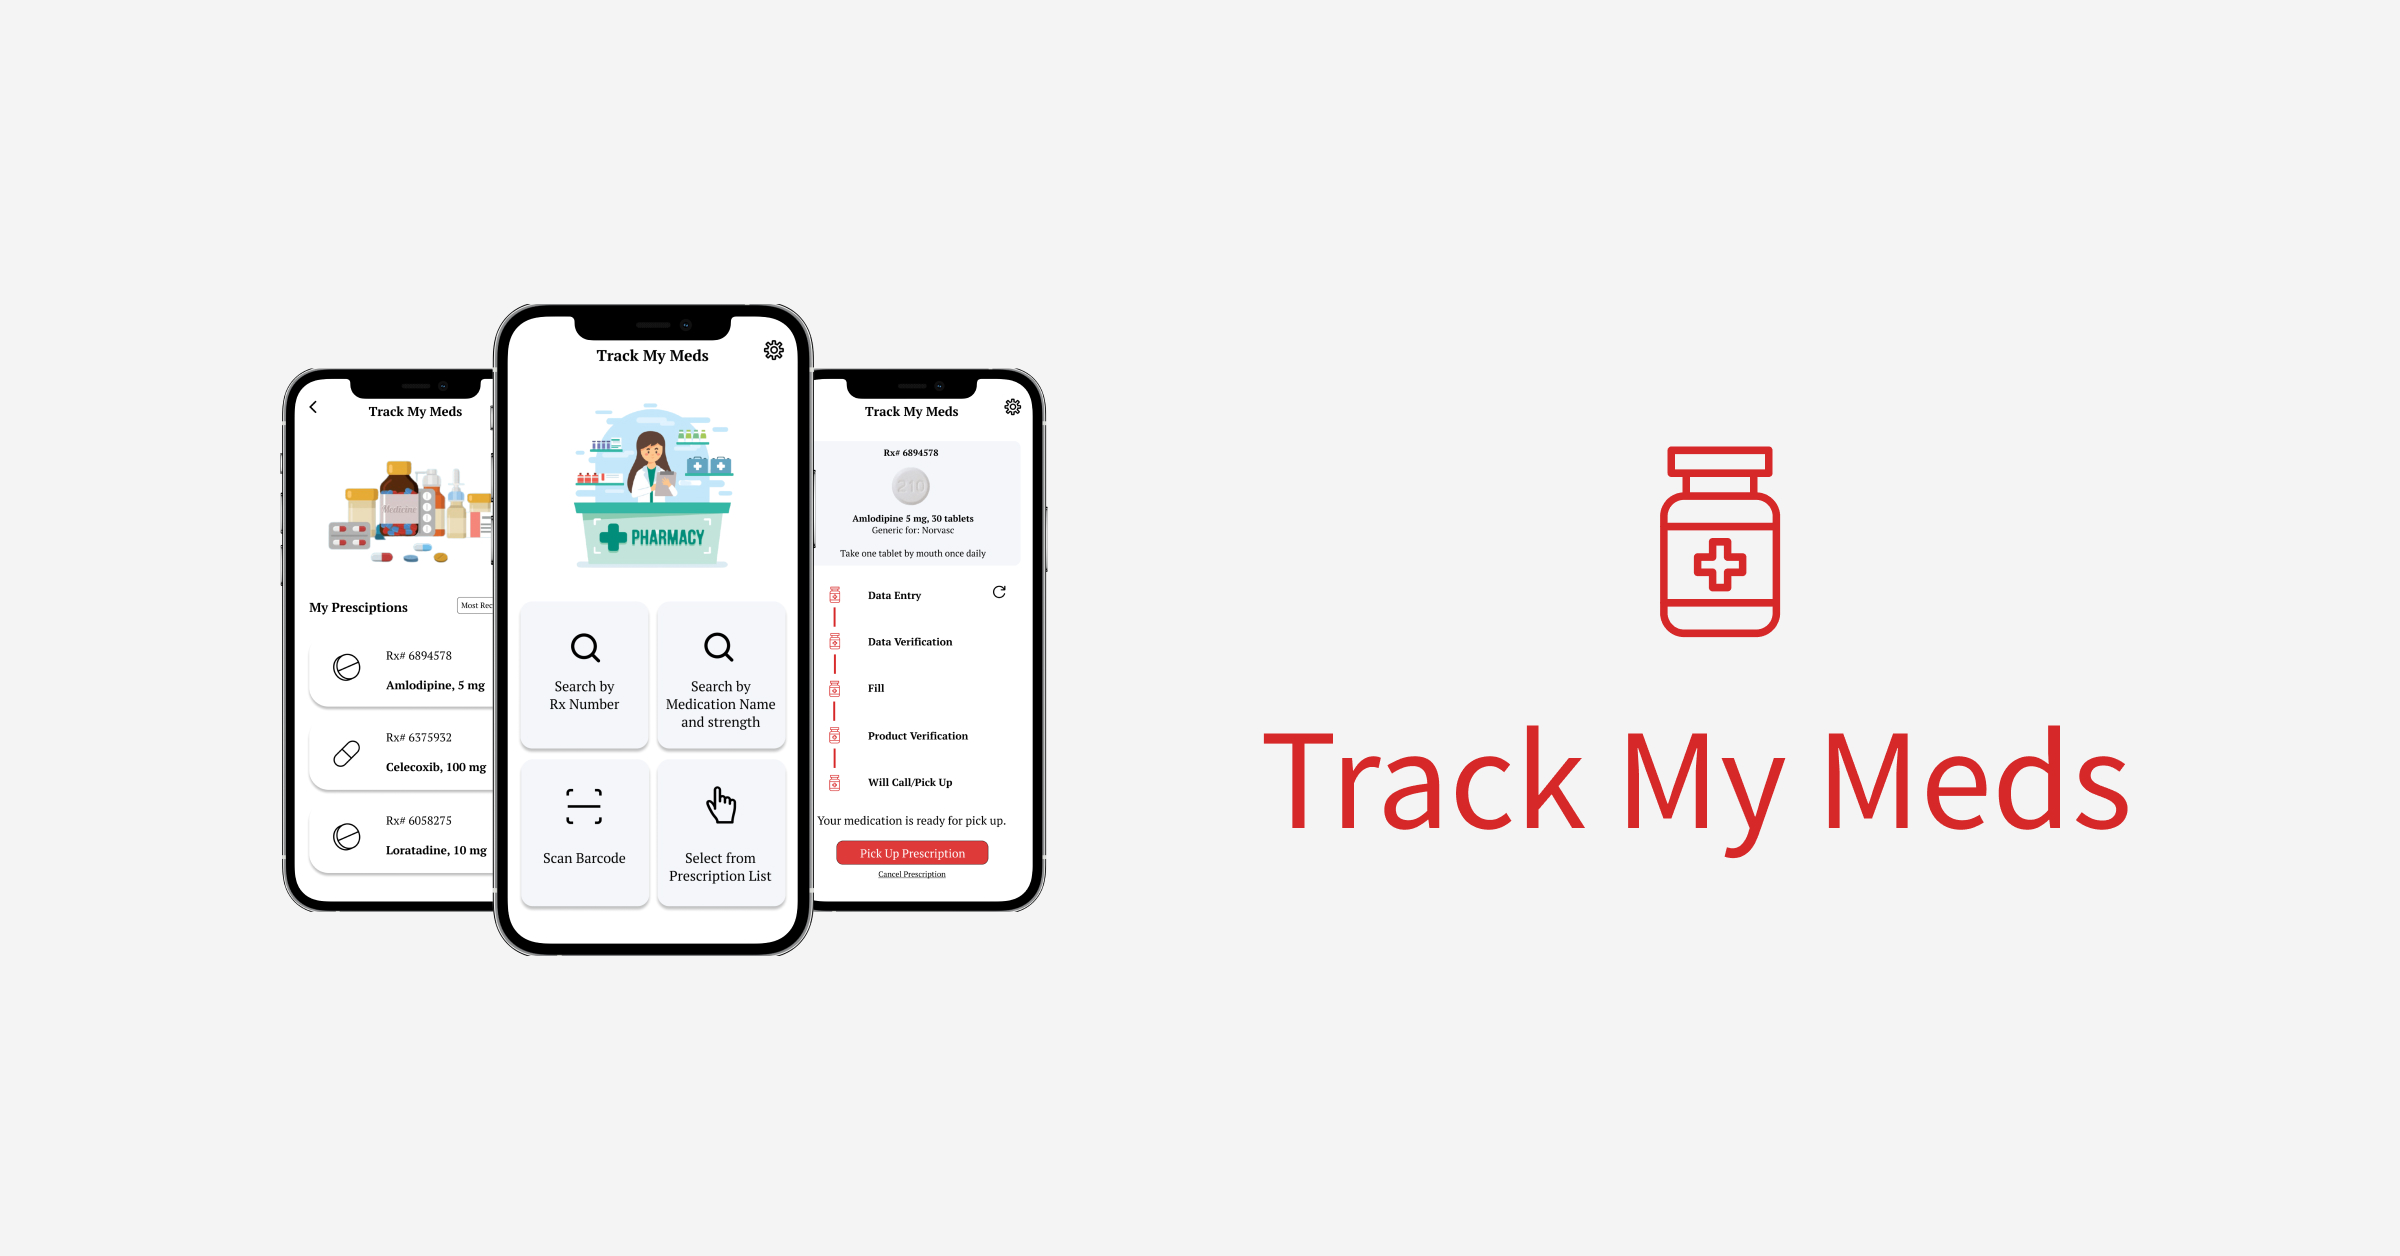 Track My Meds
Medicine
My Presciptions
Most Rec
Rx# 6894578
Amlodipine, 5 mg
Rx# 6375932
Celecoxib, 100 mg
Rx# 6058275
Loratadine, 10 mg
Track My Meds
PHARMACY
Search by
Rx Number
Search by
Medication Name
and strength
Scan Barcode
Select from
Prescription List
Track My Meds
Rx# 6894578
210
Amlodipine 5 mg, 30 tablets
Generic for: Norvasc
Take one tablet by mouth once daily
Data Entry
Data Verification
Fill
Product Verification
Will Call/Pick Up
Your medication is ready for pick up.
Pick Up Prescription
Cancel Prescription
Track My Meds